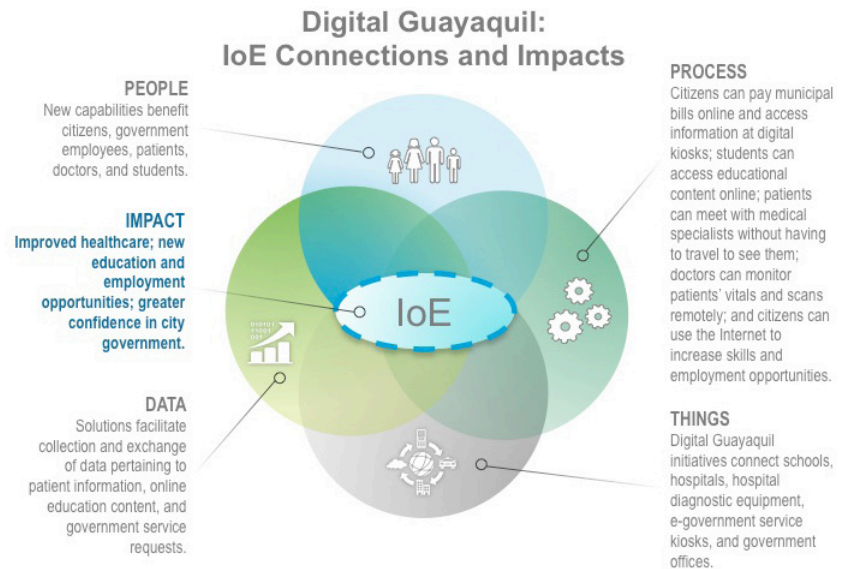 Digital Guayaquil:
IoE Connections and Impacts
PEOPLE
New capabilities benefit
citizens, government
employees, patients,
doctors, and students.
IMPACT
Improved healthcare; new
education and
employment
opportunities; greater
confidence in city
government.
DATA
Solutions facilitate
collection and exchange
of data pertaining to
patient information, online
education content, and
government service
requests.
IoE
010101
11001
001
PROCESS
Citizens can pay municipal
bills online and access
information at digital
kiosks; students can
access educational
content online; patients
can meet with medical
specialists without having
to travel to see them;
doctors can monitor
patients' vitals and scans
remotely; and citizens can
use the Internet to
increase skills and
employment opportunities.
THINGS
Digital Guayaquil
initiatives connect schools,
hospitals, hospital
diagnostic equipment,
e-government service
kiosks, and government
offices.